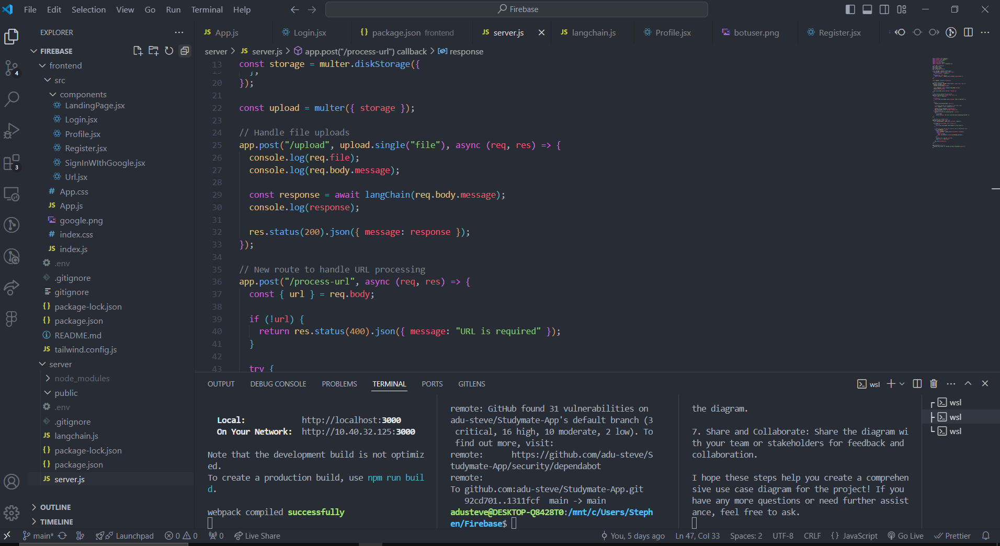 File Edit Selection View Go Run Terminal Help
Firebase
EXPLORER
FIREBASE
frontend
src
components
LandingPage.jsx
Login.jsx
Profile.jsx
Register.jsx
SignInWIthGoogle.jsx
Url.jsx
# App.css
JS App.js
google.png
# index.css
JS index.js
.env
.gitignore
gitignore
{} package-lock.json
{} package.json
README.md
JS tailwind.config.js
server
node_modules
public
.env
.gitignore
JS langchain.js
{} package-lock.json
{} package.json
JS server.js
OUTLINE
TIMELINE
4
3
JS App.js Login.jsx {} package.json frontend JS server.js JS langchain.js Profile.jsx botuser.png Register.jsx
server > JS server.js > app.post("/process-url") callback > response
13 const storage = multer.diskStorage({
19 },
20 });
21
22 const upload = multer({ storage });
23
24 // Handle file uploads
25 app.post("/upload", upload.single("file"), async (req, res) => {
26 console.log(req.file);
27 console.log(req.body.message);
28
29 const response = await langChain(req.body.message);
30 console.log(response);
31
32 res.status(200).json({ message: response });
33 });
34
35 // New route to handle URL processing
36 app.post("/process-url", async (req, res) => {
37 const { url } = req.body;
38
39 if (!url) {
40 return res.status(400).json({ message: "URL is required" });
41 }
42
43 try {
OUTPUT DEBUG CONSOLE PROBLEMS TERMINAL PORTS GITLENS
wsl
Local: http://localhost:3000
On Your Network: http://10.40.32.125:3000
Note that the development build is not optimiz
ed.
To create a production build, use npm run buil
d.
webpack compiled successfully
remote: GitHub found 31 vulnerabilities on
adu-steve/Studymate-App's default branch (3
critical, 16 high, 10 moderate, 2 low). To
find out more, visit:
remote: https://github.com/adu-steve/S
tudymate-App/security/dependabot
remote:
To github.com:adu-steve/Studymate-App.git
92cd701..1311fcf main -> main
adusteve@DESKTOP-Q8428T0:/mnt/c/Users/Steph
en/Firebase$
the diagram.
7. Share and Collaborate: Share the diagram wi
th your team or stakeholders for feedback and
collaboration.
I hope these steps help you create a comprehen
sive use case diagram for the project! If you
have any more questions or need further assist
ance, feel free to ask.
wsl
wsl
wsl
main* Launchpad 0 0 0 Live Share You, 5 days ago Ln 47, Col 33 Spaces: 2 UTF-8 CRLF {} JavaScript Go Live Prettier